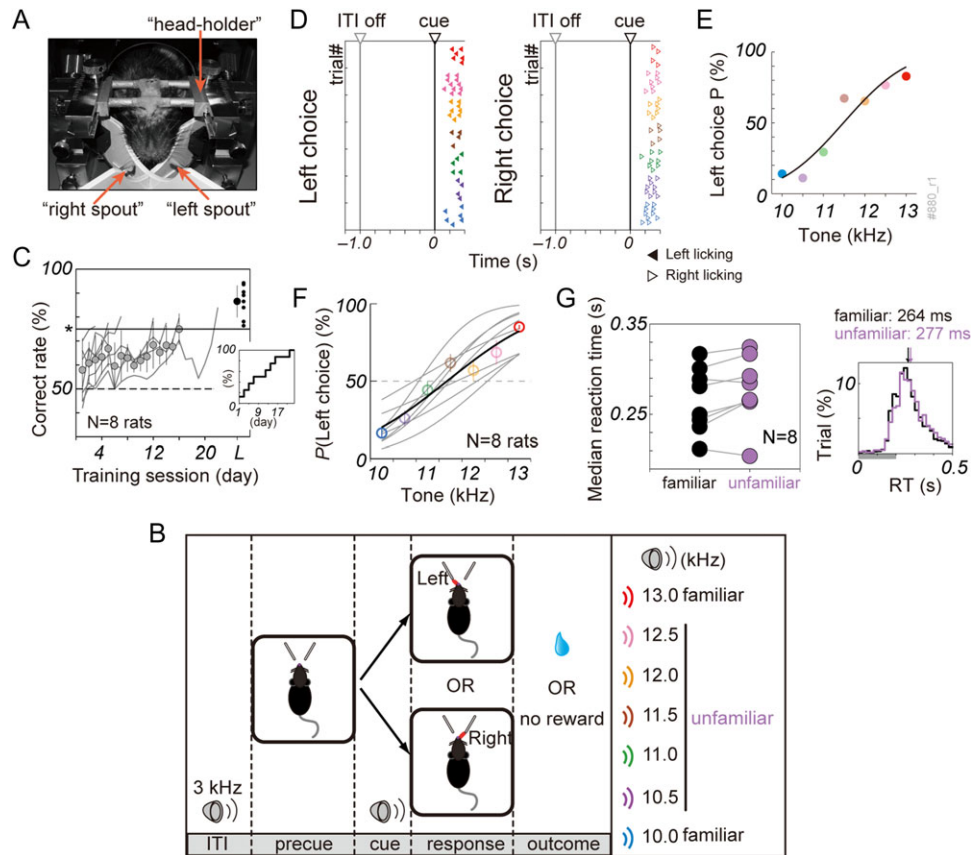 A
"head-holder"
"right spout"
"left spout"
D
ITI off
cue
ITI off
cue
trial#
trial#
Left choice
Right choice
–1.0
0
–1.0
0
Time (s)
Left licking
Right licking
E
Left choice P (%)
100
50
0
10
11
12
13
Tone (kHz)
#880_r1
C
Correct rate (%)
100
*
50
N=8 rats
4
12
20
L
Training session (day)
100
(%)
1
9
17
(day)
F
P(Left choice) (%)
100
50
0
N=8 rats
10
11
12
13
Tone (kHz)
G
Median reaction time (s)
0.35
0.25
N=8
familiar
unfamiliar
familiar: 264 ms
unfamiliar: 277 ms
Trial (%)
10
0
0.5
RT (s)
B
3 kHz
Left
OR
Right
OR
no reward
ITI
precue
cue
response
outcome
(kHz)
13.0 familiar
12.5
12.0
11.5
unfamiliar
11.0
10.5
10.0 familiar